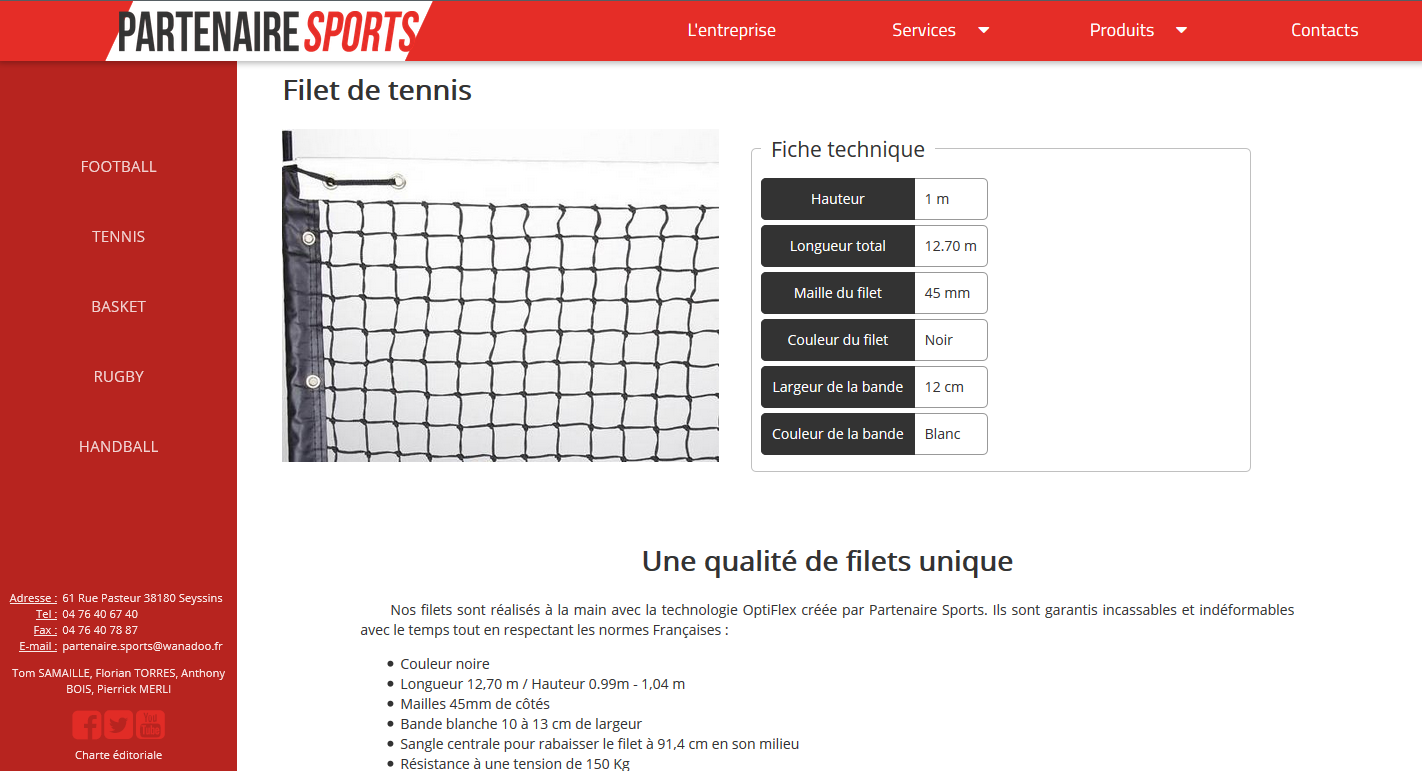 PARTENAIRE SPORTS
L'entreprise
Services
Produits
Contacts
FOOTBALL
TENNIS
BASKET
RUGBY
HANDBALL
Adresse : 61 Rue Pasteur 38180 Seyssins
Tel : 04 76 40 67 40
Fax : 04 76 40 78 87
E-mail : partenaire.sports@wanadoo.fr
Tom SAMAILLE, Florian TORRES, Anthony
BOIS, Pierrick MERLI
You
Tube
Charte éditoriale
Filet de tennis
Fiche technique
Hauteur 1 m
Longueur total 12.70 m
Maille du filet 45 mm
Couleur du filet Noir
Largeur de la bande 12 cm
Couleur de la bande Blanc
Une qualité de filets unique
Nos filets sont réalisés à la main avec la technologie OptiFlex créée par Partenaire Sports. Ils sont garantis incassables et indéformables
avec le temps tout en respectant les normes Françaises :
• Couleur noire
• Longueur 12,70 m / Hauteur 0.99m - 1,04 m
• Mailles 45mm de côtés
• Bande blanche 10 à 13 cm de largeur
• Sangle centrale pour rabaisser le filet à 91,4 cm en son milieu
• Résistance à une tension de 150 Kg